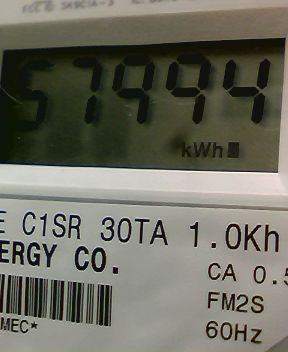 57994
kWh
E C1SR 30TA 1.0Kh
ERGY CO.
CA 0.5
FM2S
60Hz
MEC*